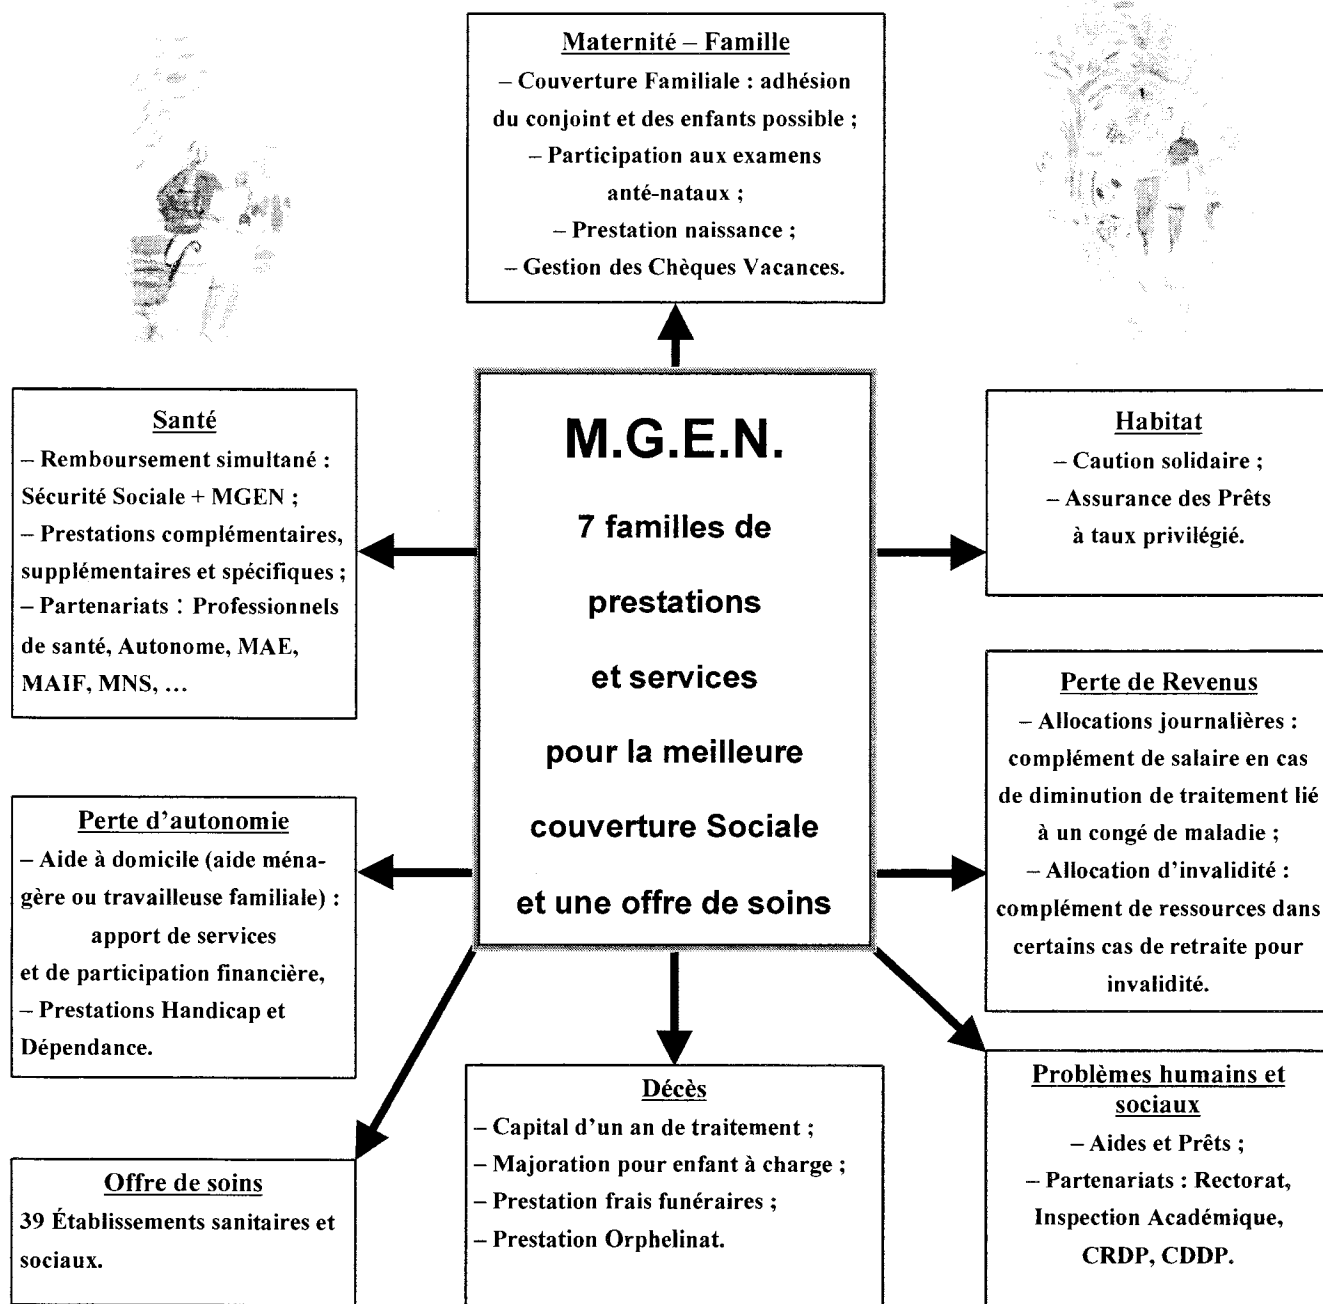 Maternité – Famille
– Couverture Familiale : adhésion
du conjoint et des enfants possible ;
– Participation aux examens
anté-nataux ;
– Prestation naissance ;
– Gestion des Chèques Vacances.
Santé
– Remboursement simultané :
Sécurité Sociale + MGEN ;
– Prestations complémentaires,
supplémentaires et spécifiques ;
– Partenariats : Professionnels
de santé, Autonome, MAE,
MAIF, MNS, …
M.G.E.N.
7 familles de
prestations
et services
pour la meilleure
couverture Sociale
et une offre de soins
Habitat
– Caution solidaire ;
– Assurance des Prêts
à taux privilégié.
Perte de Revenus
– Allocations journalières :
complément de salaire en cas
de diminution de traitement lié
à un congé de maladie ;
– Allocation d’invalidité :
complément de ressources dans
certains cas de retraite pour
invalidité.
Perte d’autonomie
– Aide à domicile (aide ména-
gère ou travailleuse familiale) :
apport de services
et de participation financière,
– Prestations Handicap et
Dépendance.
Offre de soins
39 Établissements sanitaires et
sociaux.
Décès
– Capital d’un an de traitement ;
– Majoration pour enfant à charge ;
– Prestation frais funéraires ;
– Prestation Orphelinat.
Problèmes humains et
sociaux
– Aides et Prêts ;
– Partenariats : Rectorat,
Inspection Académique,
CRDP, CDDP.